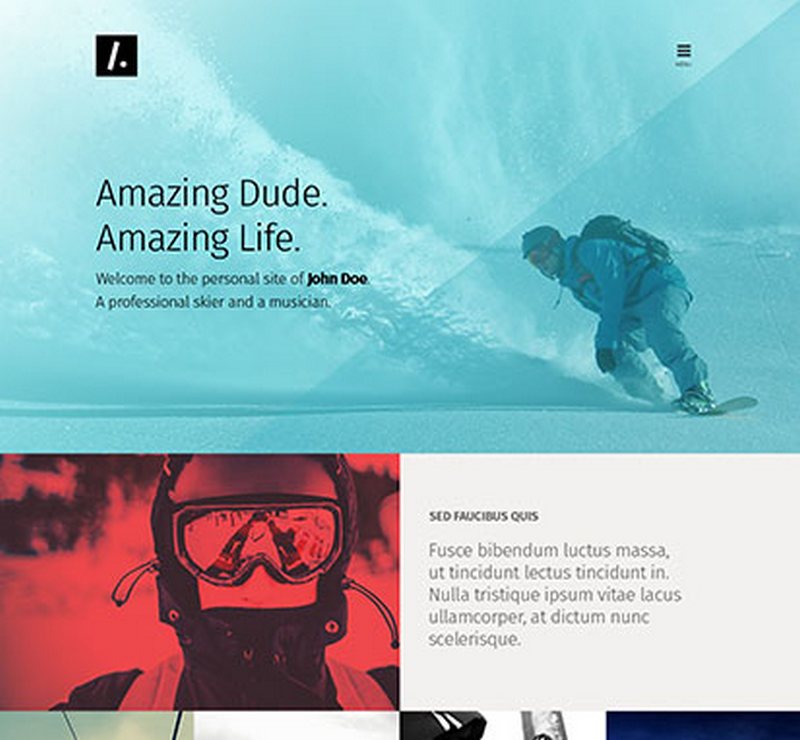 /.
MENU
Amazing Dude.
Amazing Life.
Welcome to the personal site of John Doe.
A professional skier and a musician.
SED FAUCIBUS QUIS
Fusce bibendum luctus massa,
ut tincidunt lectus tincidunt in.
Nulla tristique ipsum vitae lacus
ullamcorper, at dictum nunc
scelerisque.